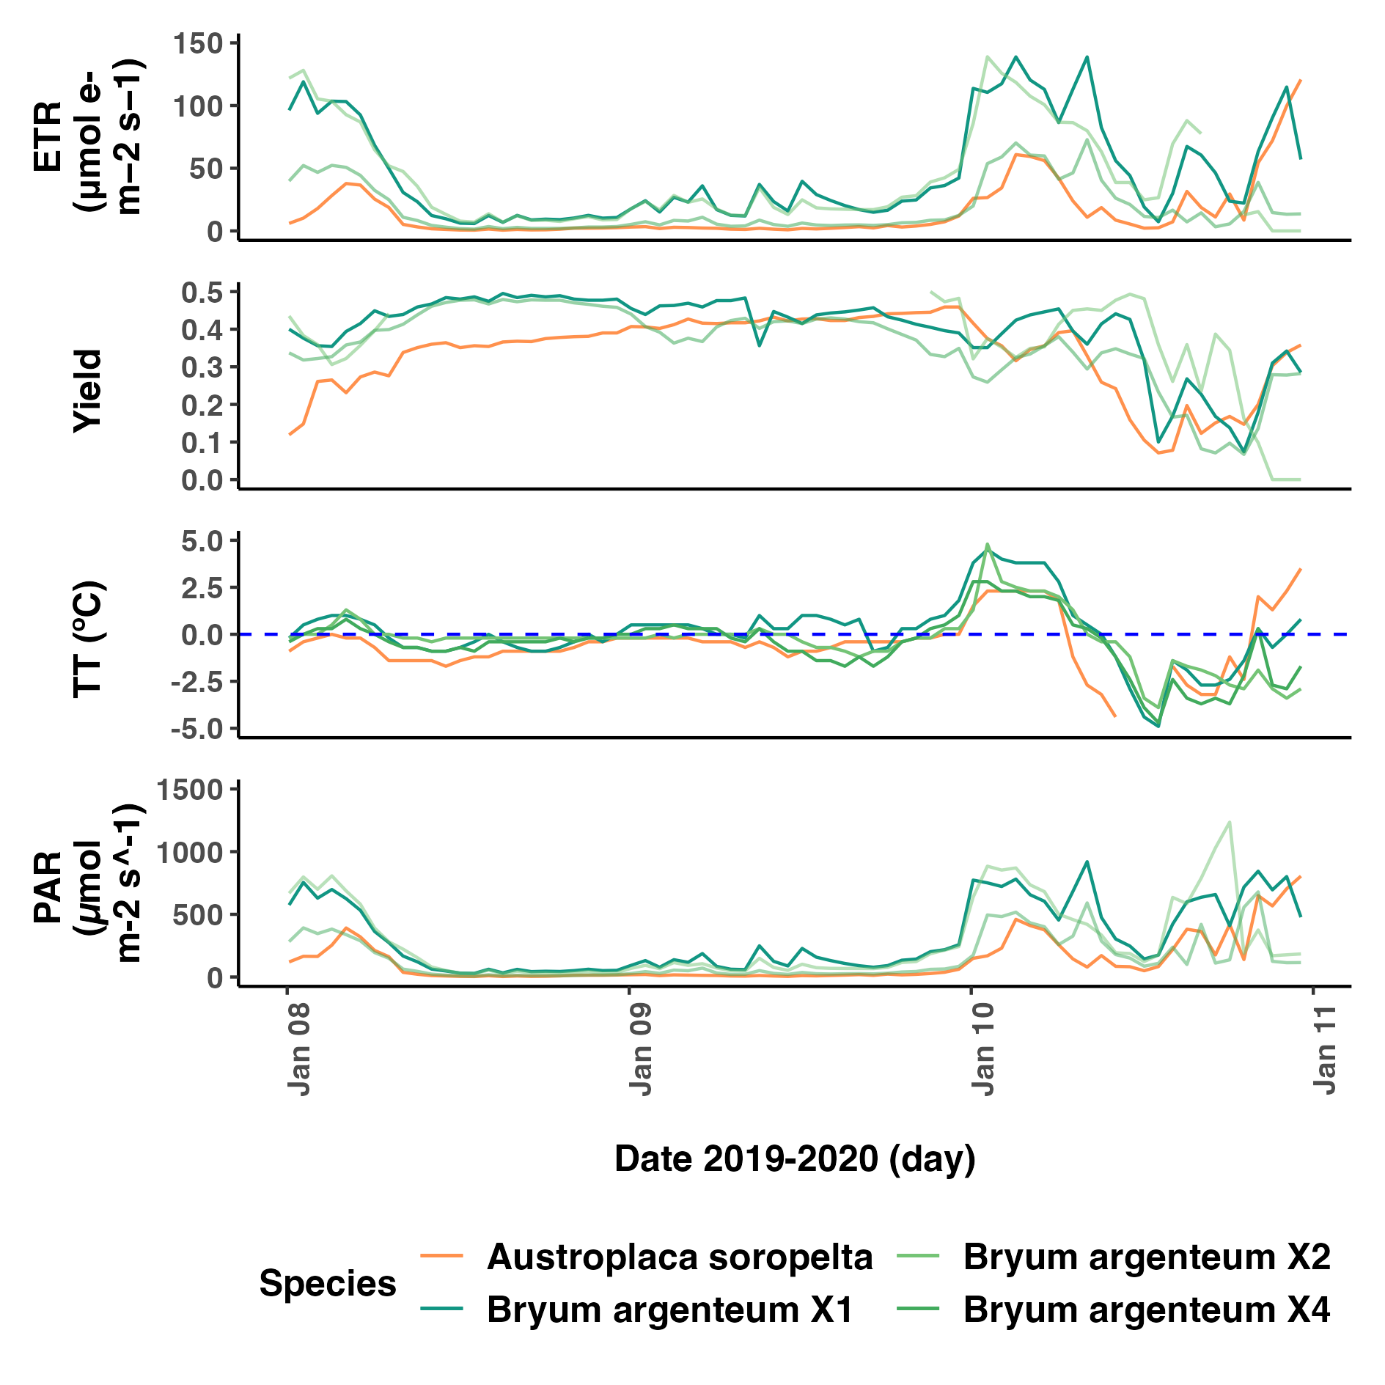 150
100
50
0
ETR
(µmol e-
m−2 s−1)
0.5
0.4
0.3
0.2
0.1
0.0
Yield
5.0
2.5
0.0
-2.5
-5.0
TT (ºC)
1500
1000
500
0
PAR
(µmol
m-2 s^-1)
Jan 08
Jan 09
Jan 10
Jan 11
Date 2019-2020 (day)
Species
Austroplaca soropelta
Bryum argenteum X2
Bryum argenteum X1
Bryum argenteum X4